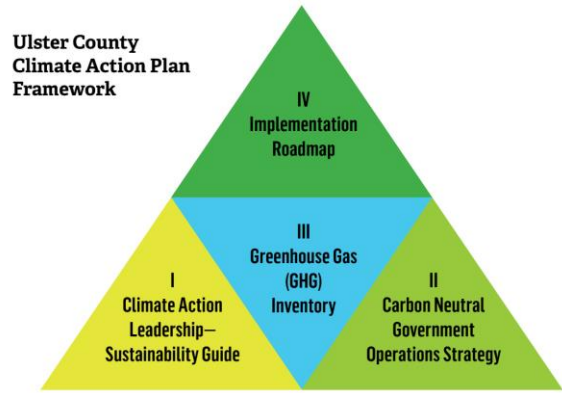 Ulster County
Climate Action Plan
Framework
IV
Implementation
Roadmap
III
Greenhouse Gas
(GHG)
Inventory
I
Climate Action
Leadership—
Sustainability Guide
II
Carbon Neutral
Government
Operations Strategy